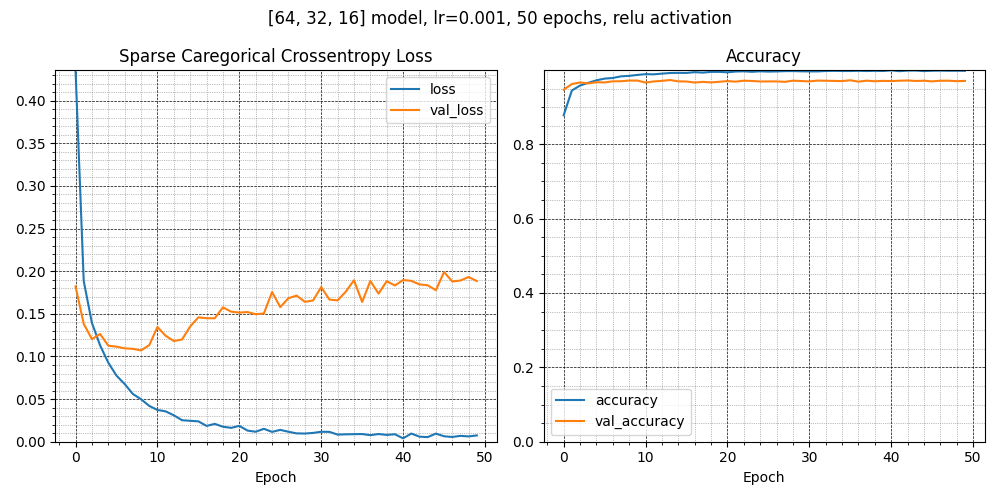 [64, 32, 16] model, lr=0.001, 50 epochs, relu activation
Sparse Caregorical Crossentropy Loss
loss
val_loss
0.40
0.35
0.30
0.25
0.20
0.15
0.10
0.05
0.00
0 10 20 30 40 50
Epoch
Accuracy
0.8
0.6
0.4
0.2
0.0
accuracy
val_accuracy
0 10 20 30 40 50
Epoch